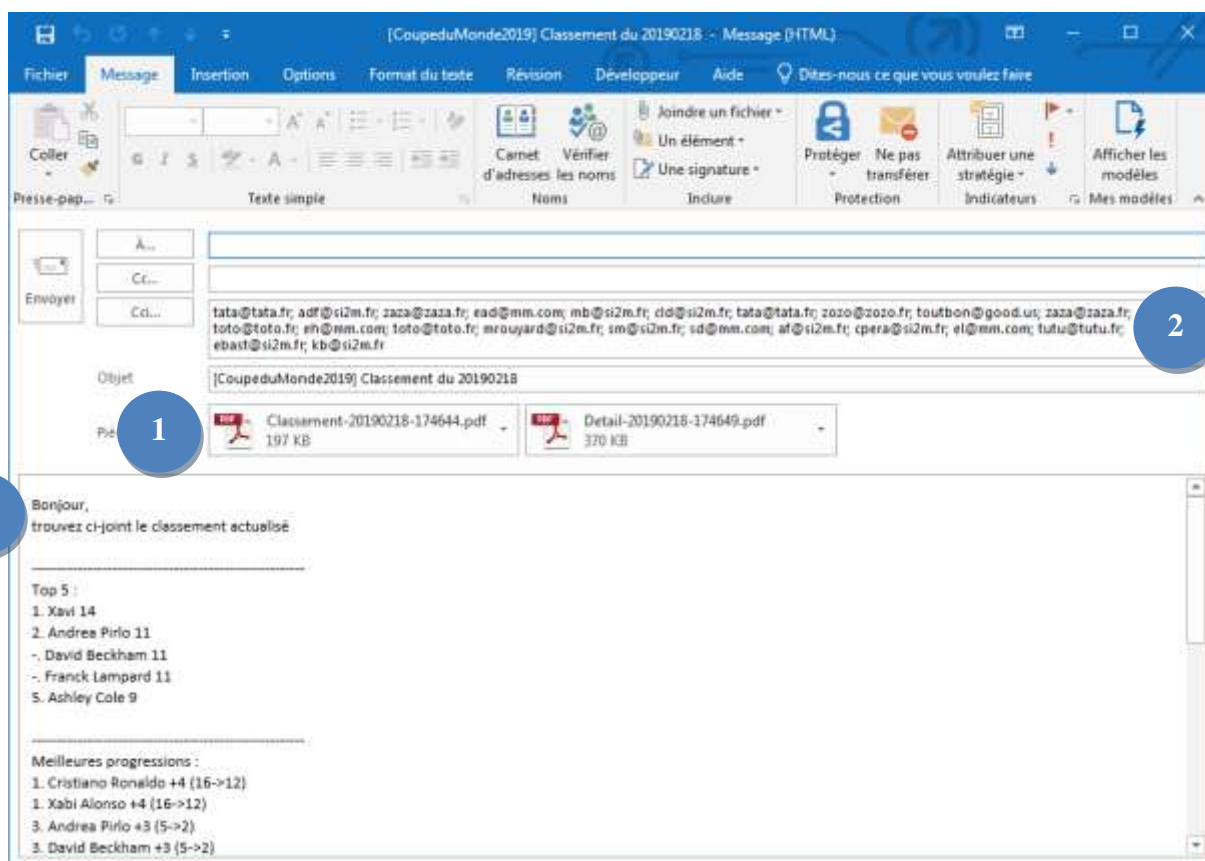 [CoupeduMonde2019] Classement du 20190218 - Message (HTML)
Fichier Message Insertion Options Format du texte Révision Développeur Aide Dites-nous ce que vous voulez faire
Coller
G I S
Carnet d'adresses
Vérifier les noms
Joindre un fichier
Un élément
Une signature
Protéger
Ne pas transférer
Attribuer une stratégie
Afficher les modèles
Presse-pap... Texte simple Noms Inclure Protection Indicateurs Mes modèles
Envoyer
À...
Cc...
Cci...
tata@tata.fr; adf@si2m.fr; zaza@zaza.fr; ead@mm.com; mb@si2m.fr; cld@si2m.fr; tata@tata.fr; zozo@zozo.fr; toutbon@good.us; zaza@zaza.fr;
toto@toto.fr; eh@mm.com; toto@toto.fr; mrouyard@si2m.fr; sm@si2m.fr; sd@mm.com; af@si2m.fr; cpera@si2m.fr; el@mm.com; tutu@tutu.fr;
ebast@si2m.fr; kb@si2m.fr
2
Objet
[CoupeduMonde2019] Classement du 20190218
1
Classement-20190218-174644.pdf
197 KB
Detail-20190218-174649.pdf
370 KB
Bonjour,
trouvez ci-joint le classement actualisé
Top 5 :
1. Xavi 14
2. Andrea Pirlo 11
-. David Beckham 11
-. Franck Lampard 11
5. Ashley Cole 9
Meilleures progressions :
1. Cristiano Ronaldo +4 (16->12)
1. Xabi Alonso +4 (16->12)
3. Andrea Pirlo +3 (5->2)
3. David Beckham +3 (5->2)